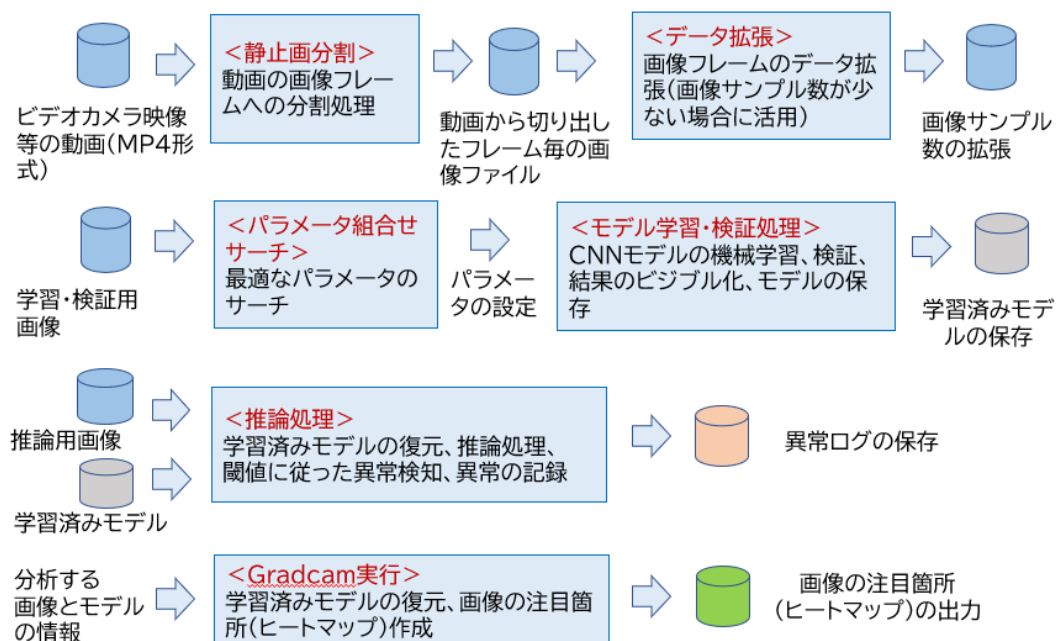 <静止画分割>
動画の画像フレー
ムへの分割処理
<データ拡張>
画像フレームのデータ拡
張(画像サンプル数が少
ない場合に活用)
ビデオカメラ映像
等の動画(MP4形
式)
動画から切り出し
たフレーム毎の画
像ファイル
画像サンプル
数の拡張
<パラメータ組合せ
サーチ>
最適なパラメータの
サーチ
<モデル学習・検証処理>
CNNモデルの機械学習、検証、
結果のビジブル化、モデルの保
存
学習・検証用
画像
パラメー
タの設定
学習済みモデ
ルの保存
推論用画像
<推論処理>
学習済みモデルの復元、推論処理、
閾値に従った異常検知、異常の記録
異常ログの保存
学習済みモデル
分析する
画像とモデル
の情報
<Gradcam実行>
学習済みモデルの復元、画像の注目箇
所(ヒートマップ)作成
画像の注目箇所
(ヒートマップ)の出力